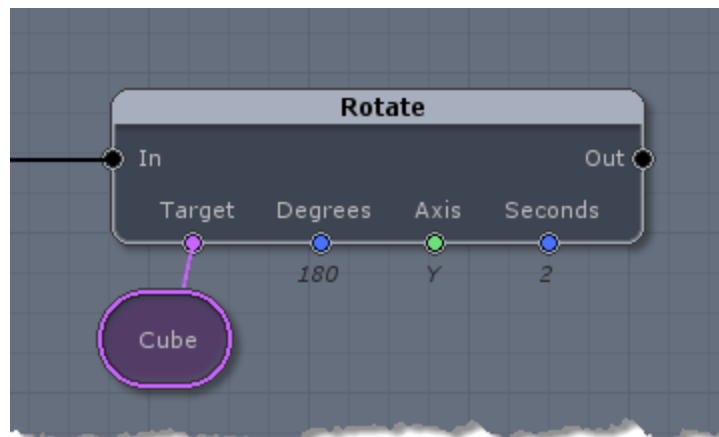 Rotate
In Out
Target Degrees Axis Seconds
180 Y 2
Cube